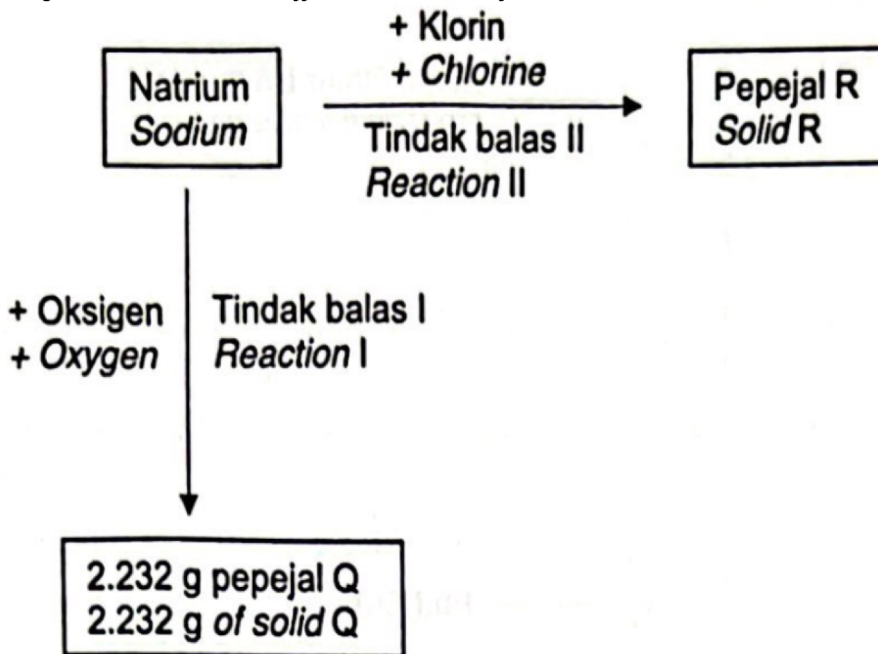 + Klorin
+ Chlorine
Natrium
Sodium
Tindak balas II
Reaction II
Pepejal R
Solid R
+ Oksigen
+ Oxygen
Tindak balas I
Reaction I
2.232 g pepejal Q
2.232 g of solid Q